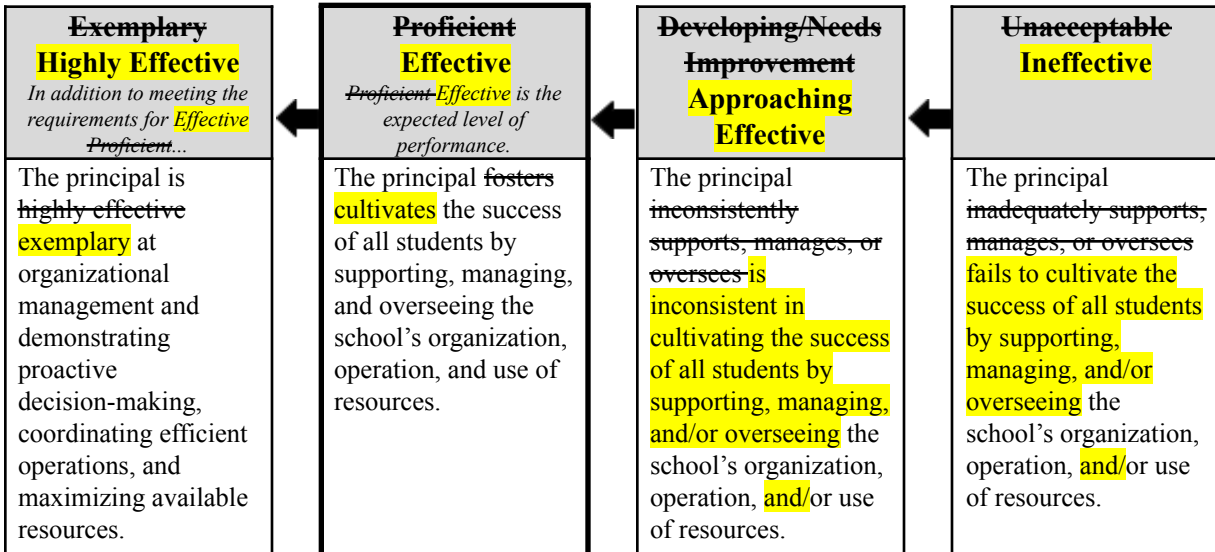 Exemplary
Highly Effective
In addition to meeting the
requirements for Effective
Proficient...
The principal is
highly effective
exemplary at
organizational
management and
demonstrating
proactive
decision-making,
coordinating efficient
operations, and
maximizing available
resources.
Proficient
Effective
Proficient Effective is the
expected level of
performance.
The principal fosters
cultivates the success
of all students by
supporting, managing,
and overseeing the
school’s organization,
operation, and use of
resources.
Developing/Needs
Improvement
Approaching
Effective
The principal
inconsistently
supports, manages, or
oversees is
inconsistent in
cultivating the success
of all students by
supporting, managing,
and/or overseeing the
school’s organization,
operation, and/or use
of resources.
Unacceptable
Ineffective
The principal
inadequately supports,
manages, or oversees
fails to cultivate the
success of all students
by supporting,
managing, and/or
overseeing the
school’s organization,
operation, and/or use
of resources.